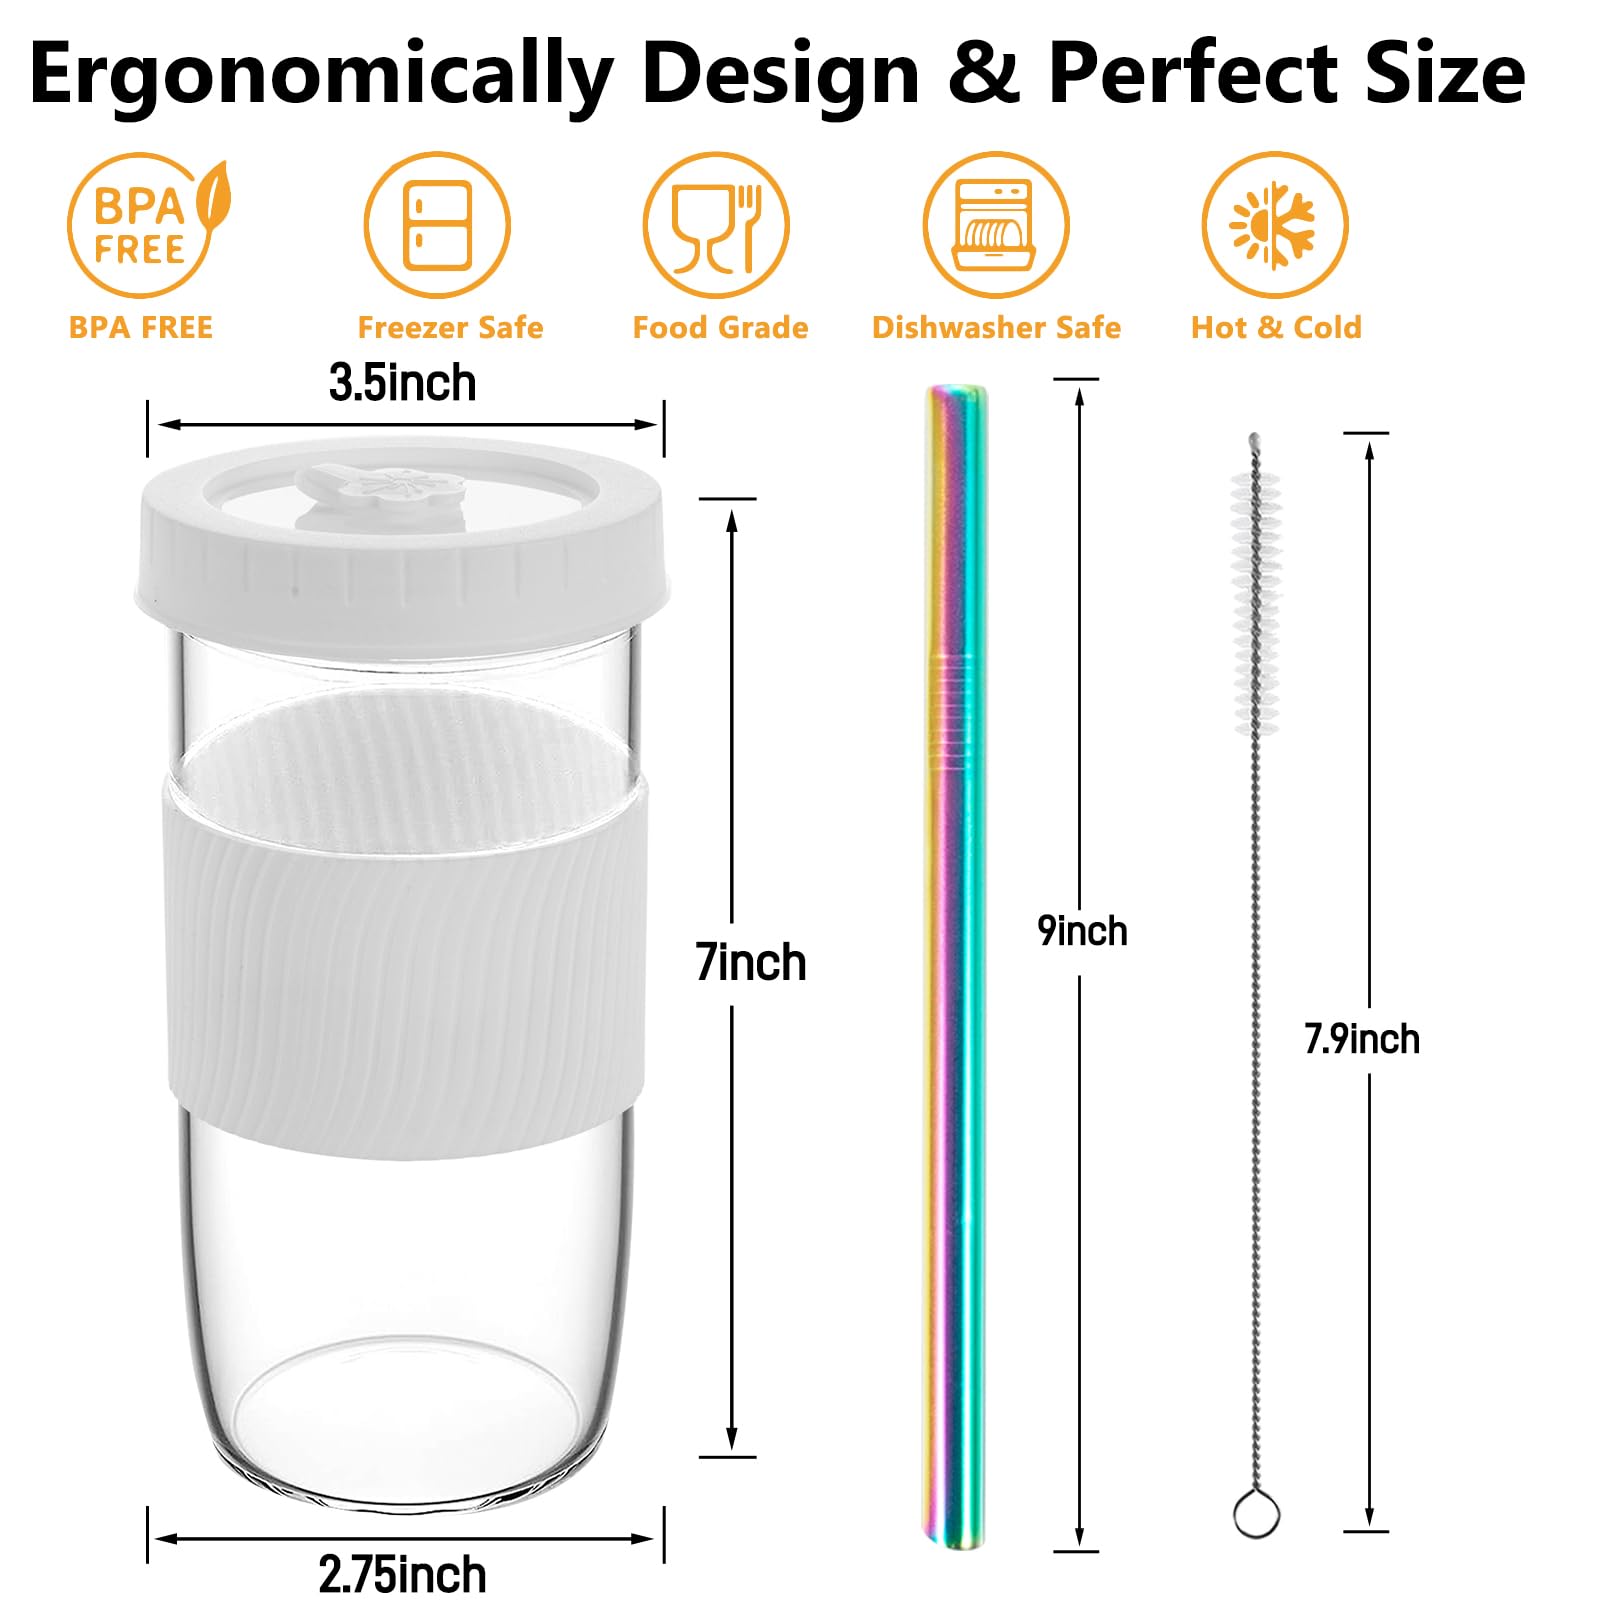 Ergonomically Design & Perfect Size
BPA
FREE
BPA FREE
Freezer Safe
Food Grade
Dishwasher Safe
Hot & Cold
3.5inch
7inch
9inch
7.9inch
2.75inch